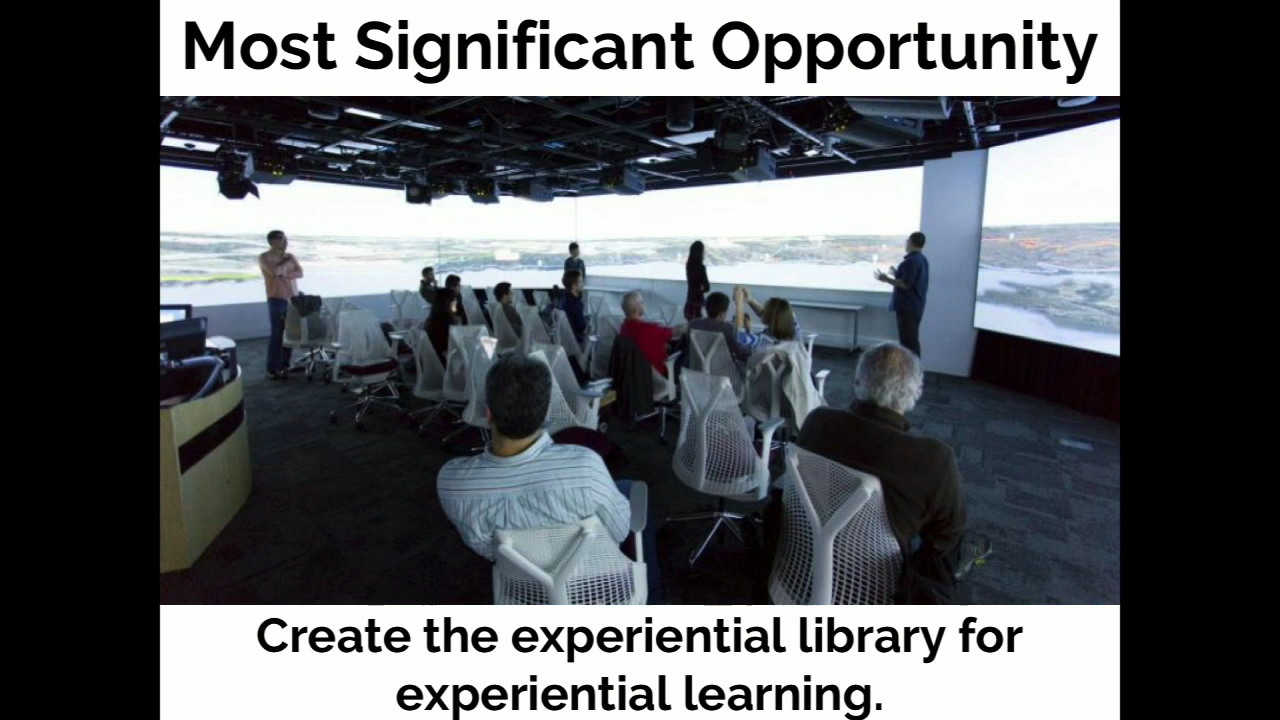 Most Significant Opportunity
Create the experiential library for
experiential learning.